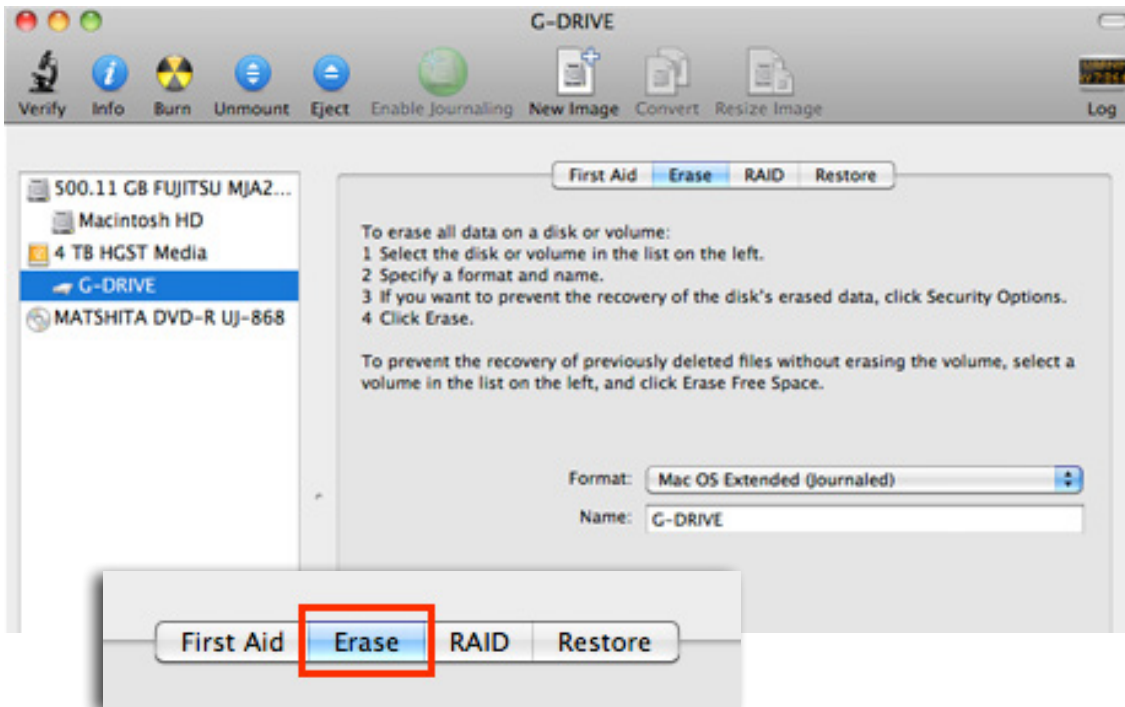 G-DRIVE
Verify Info Burn Unmount Eject Enable Journaling New Image Convert Resize Image Log
500.11 GB FUJITSU MJA2...
Macintosh HD
4 TB HGST Media
G-DRIVE
MATSHITA DVD-R UJ-868
First Aid Erase RAID Restore
To erase all data on a disk or volume:
1 Select the disk or volume in the list on the left.
2 Specify a format and name.
3 If you want to prevent the recovery of the disk's erased data, click Security Options.
4 Click Erase.
To prevent the recovery of previously deleted files without erasing the volume, select a
volume in the list on the left, and click Erase Free Space.
Format: Mac OS Extended (Journaled)
Name: G-DRIVE
First Aid Erase RAID Restore